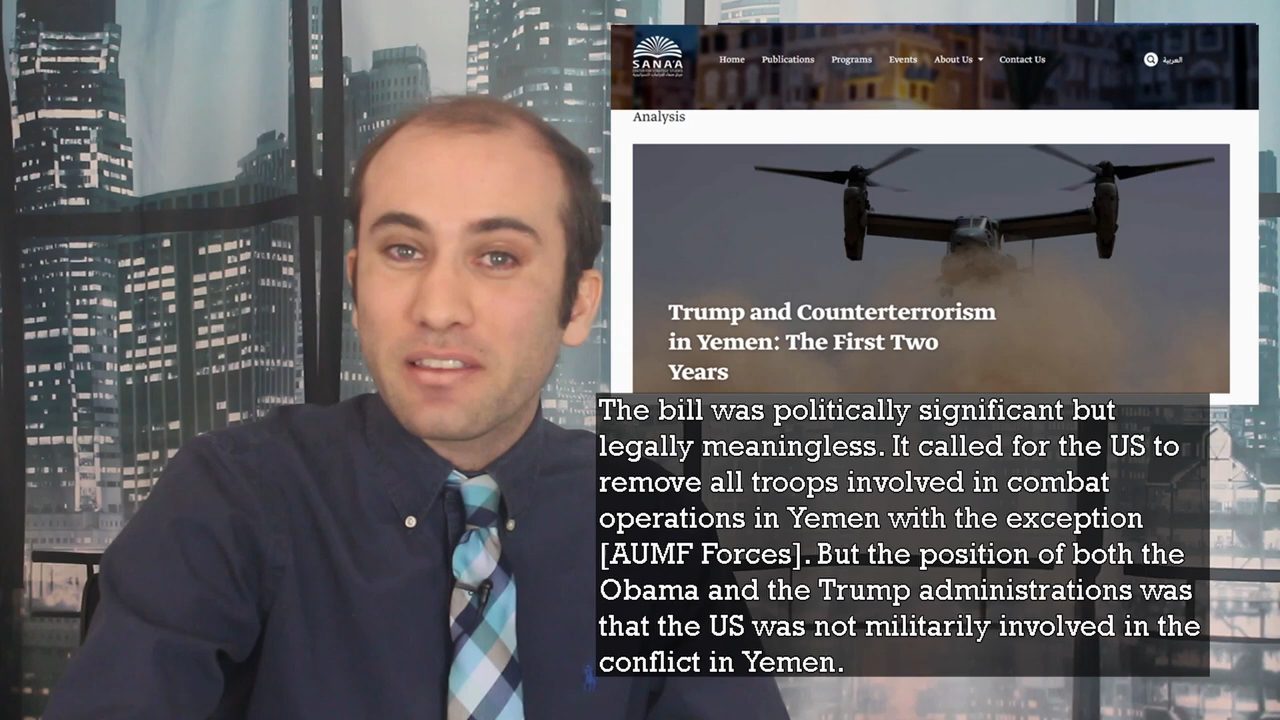 SANA'A
Home Publications Programs Events About Us Contact Us العربية
Analysis
Trump and Counterterrorism
in Yemen: The First Two
Years
The bill was politically significant but
legally meaningless. It called for the US to
remove all troops involved in combat
operations in Yemen with the exception
[AUMF Forces]. But the position of both the
Obama and the Trump administrations was
that the US was not militarily involved in the
conflict in Yemen.